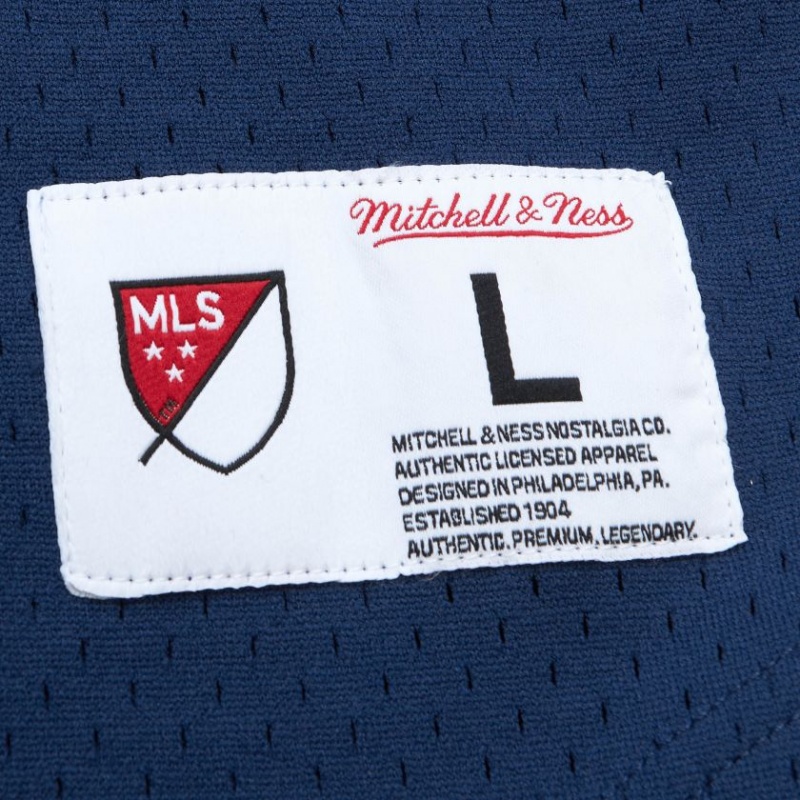 Mitchell & Ness
MLS
L
MITCHELL & NESS NOSTALGIA CO.
AUTHENTIC LICENSED APPAREL
DESIGNED IN PHILADELPHIA, PA.
ESTABLISHED 1904
AUTHENTIC. PREMIUM. LEGENDARY.